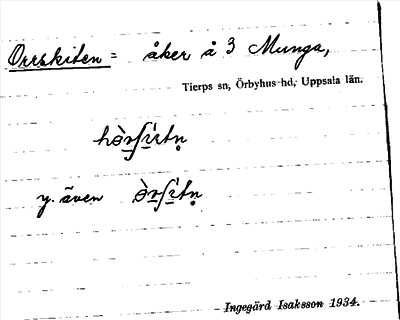 Orrskiten = åker å 3 Munga,
Tierps sn, Örbyhus hd, Uppsala län.
y. även
Ingegärd Isaksson 1934.